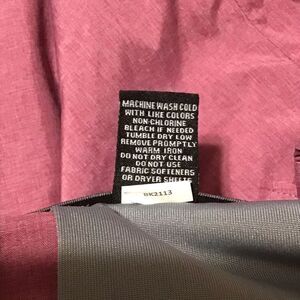 MACHINE WASH COLD
WITH LIKE COLORS
NON-CHLORINE
BLEACH IF NEEDED
TUMBLE DRY LOW
REMOVE PROMPTLY
WARM IRON
DO NOT DRY CLEAN
DO NOT USE
FABRIC SOFTENERS
OR DRYER SHEETS
BK2113